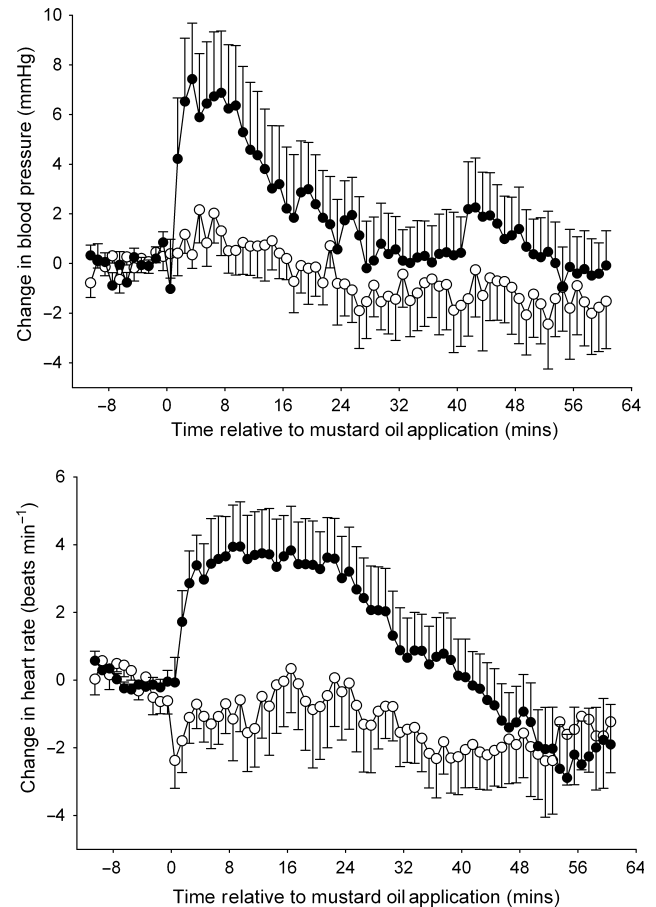 Change in blood pressure (mmHg)
10
8
6
4
2
0
−2
−4
−8 0 8 16 24 32 40 48 56 64
Time relative to mustard oil application (mins)
Change in heart rate (beats min⁻¹)
6
4
2
0
−2
−4
−8 0 8 16 24 32 40 48 56 64
Time relative to mustard oil application (mins)